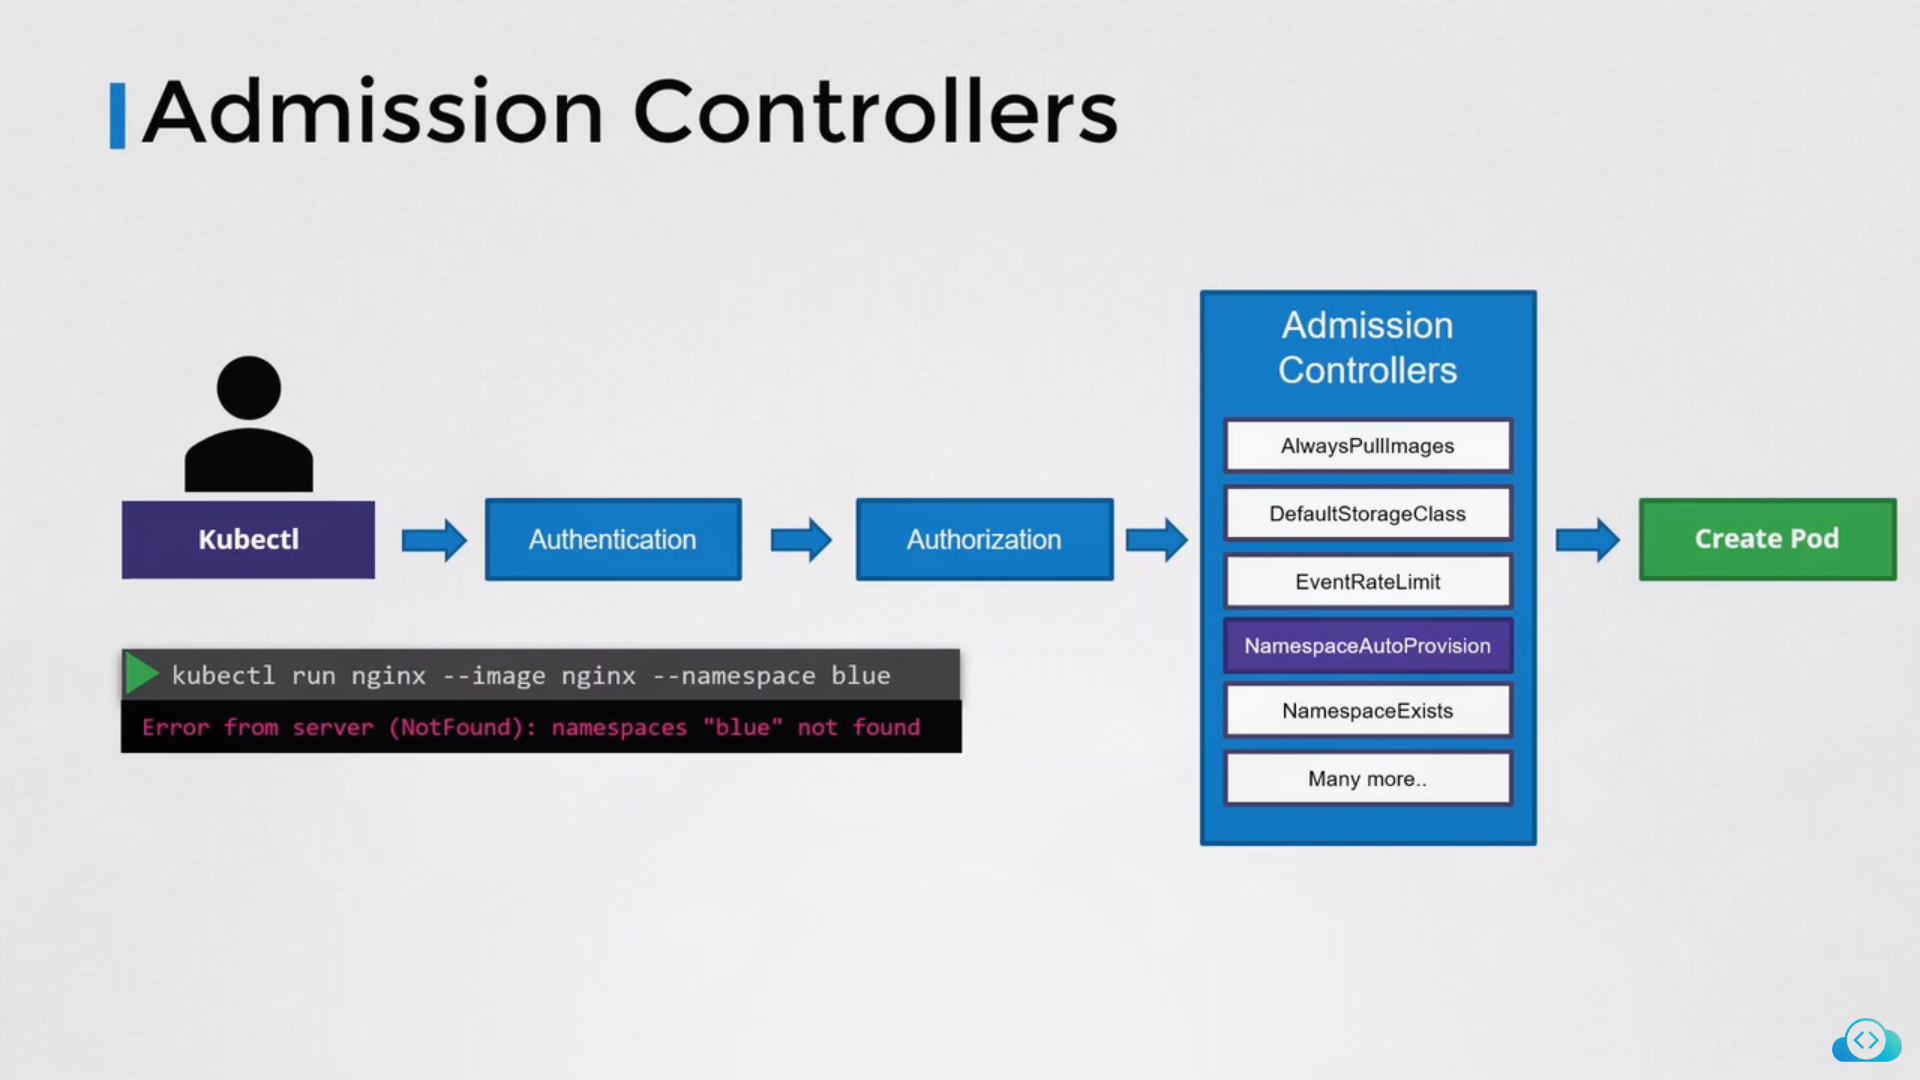 Admission Controllers
Kubectl
Authentication
Authorization
Admission
Controllers
AlwaysPullImages
DefaultStorageClass
EventRateLimit
NamespaceAutoProvision
NamespaceExists
Many more..
Create Pod
kubectl run nginx --image nginx --namespace blue
Error from server (NotFound): namespaces "blue" not found